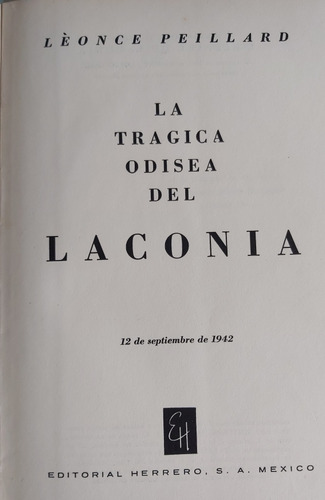 LÈONCE PEILLARD
LA
TRAGICA
ODISEA
DEL
LACONIA
12 de septiembre de 1942
EH
EDITORIAL HERRERO, S. A. MEXICO